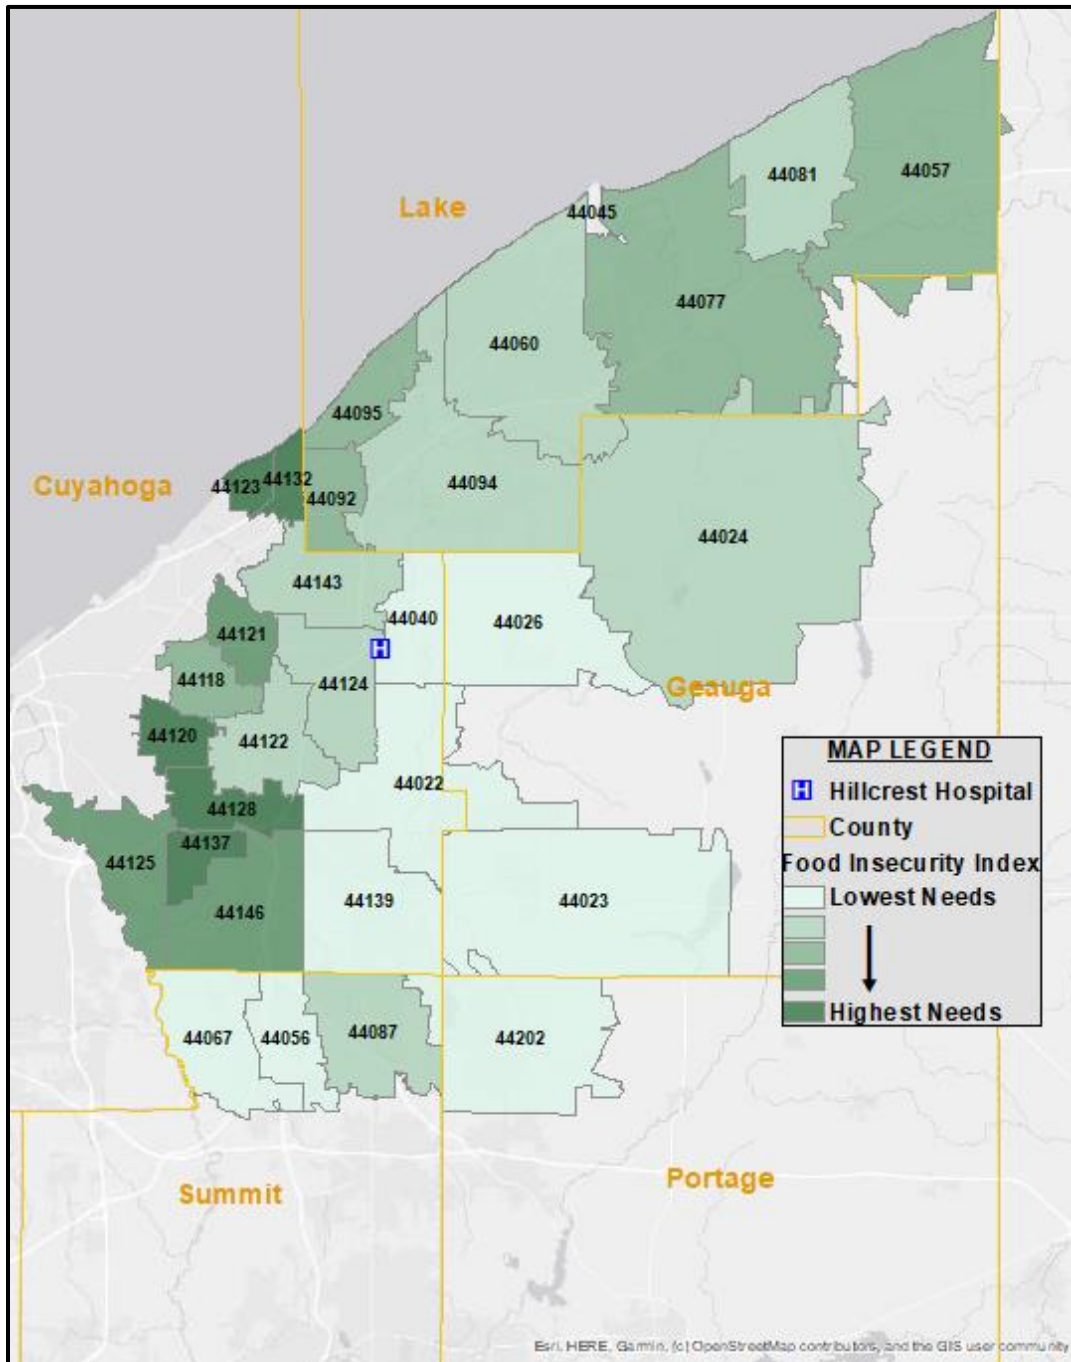 44057
44081
Lake
44045
44077
44060
44095
Cuyahoga
44132
44123
44092
44094
44024
44143
44040
44026
44121
44118
44124
Geauga
44120
44122
44022
44128
44137
44125
44146
44139
44023
44067
44056
44087
44202
MAP LEGEND
H Hillcrest Hospital
County
Food Insecurity Index
Lowest Needs
Highest Needs
H
Summit
Portage
Esri, HERE, Garmin, (c) OpenStreetMap contributors, and the GIS user community